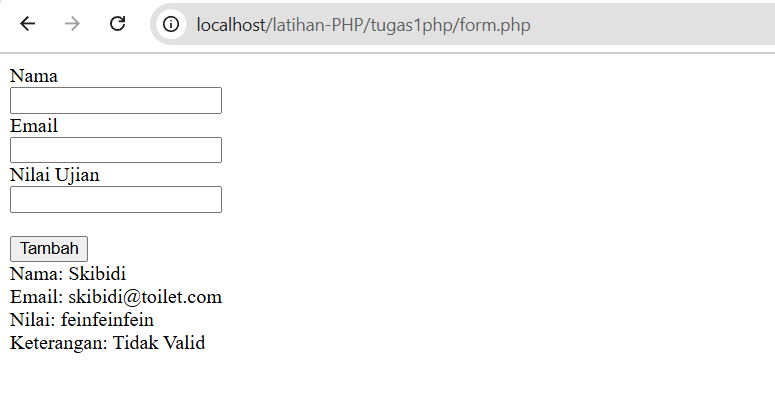 localhost/latihan-PHP/tugas1php/form.php
Nama
Email
Nilai Ujian
Tambah
Nama: Skibidi
Email: skibidi@toilet.com
Nilai: feinfeinfein
Keterangan: Tidak Valid